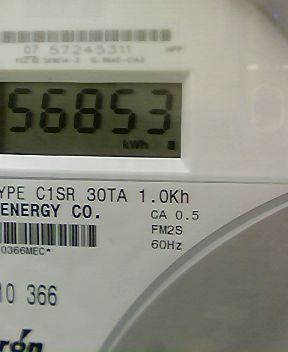 07 57245311
56853
kWh
YPE C1SR 30TA 1.0Kh
ENERGY CO. CA 0.5
FM2S
0366MEC*
60Hz
10 366
rón